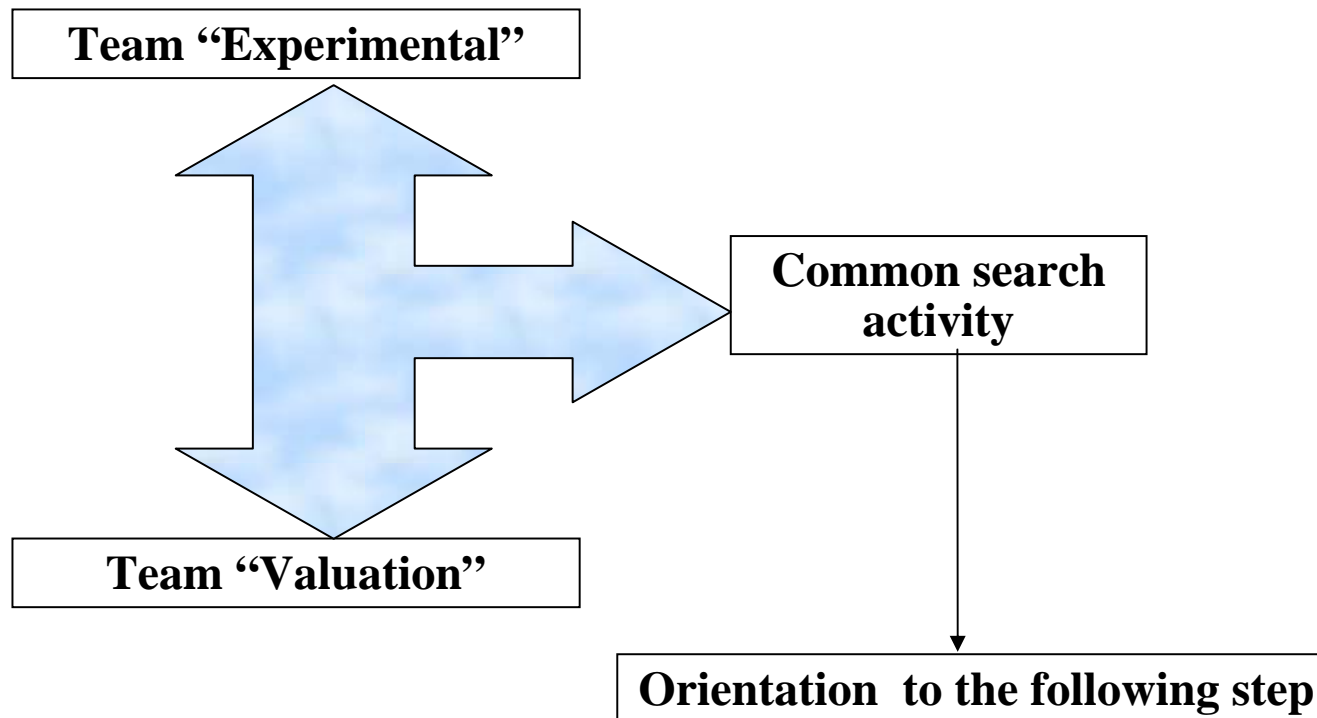 Team “Experimental”
Common search
activity
Team “Valuation”
Orientation  to the following step